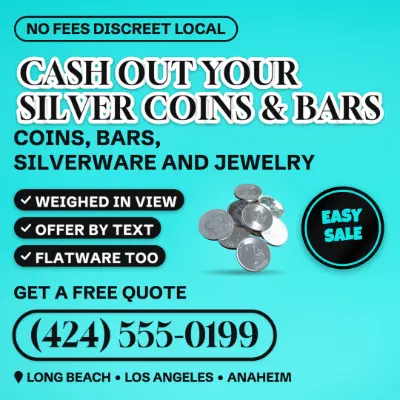 NO FEES DISCREET LOCAL
CASH OUT YOUR
SILVER COINS & BARS
COINS, BARS,
SILVERWARE AND JEWELRY
WEIGHED IN VIEW
OFFER BY TEXT
FLATWARE TOO
EASY
SALE
GET A FREE QUOTE
(424) 555-0199
LONG BEACH • LOS ANGELES • ANAHEIM